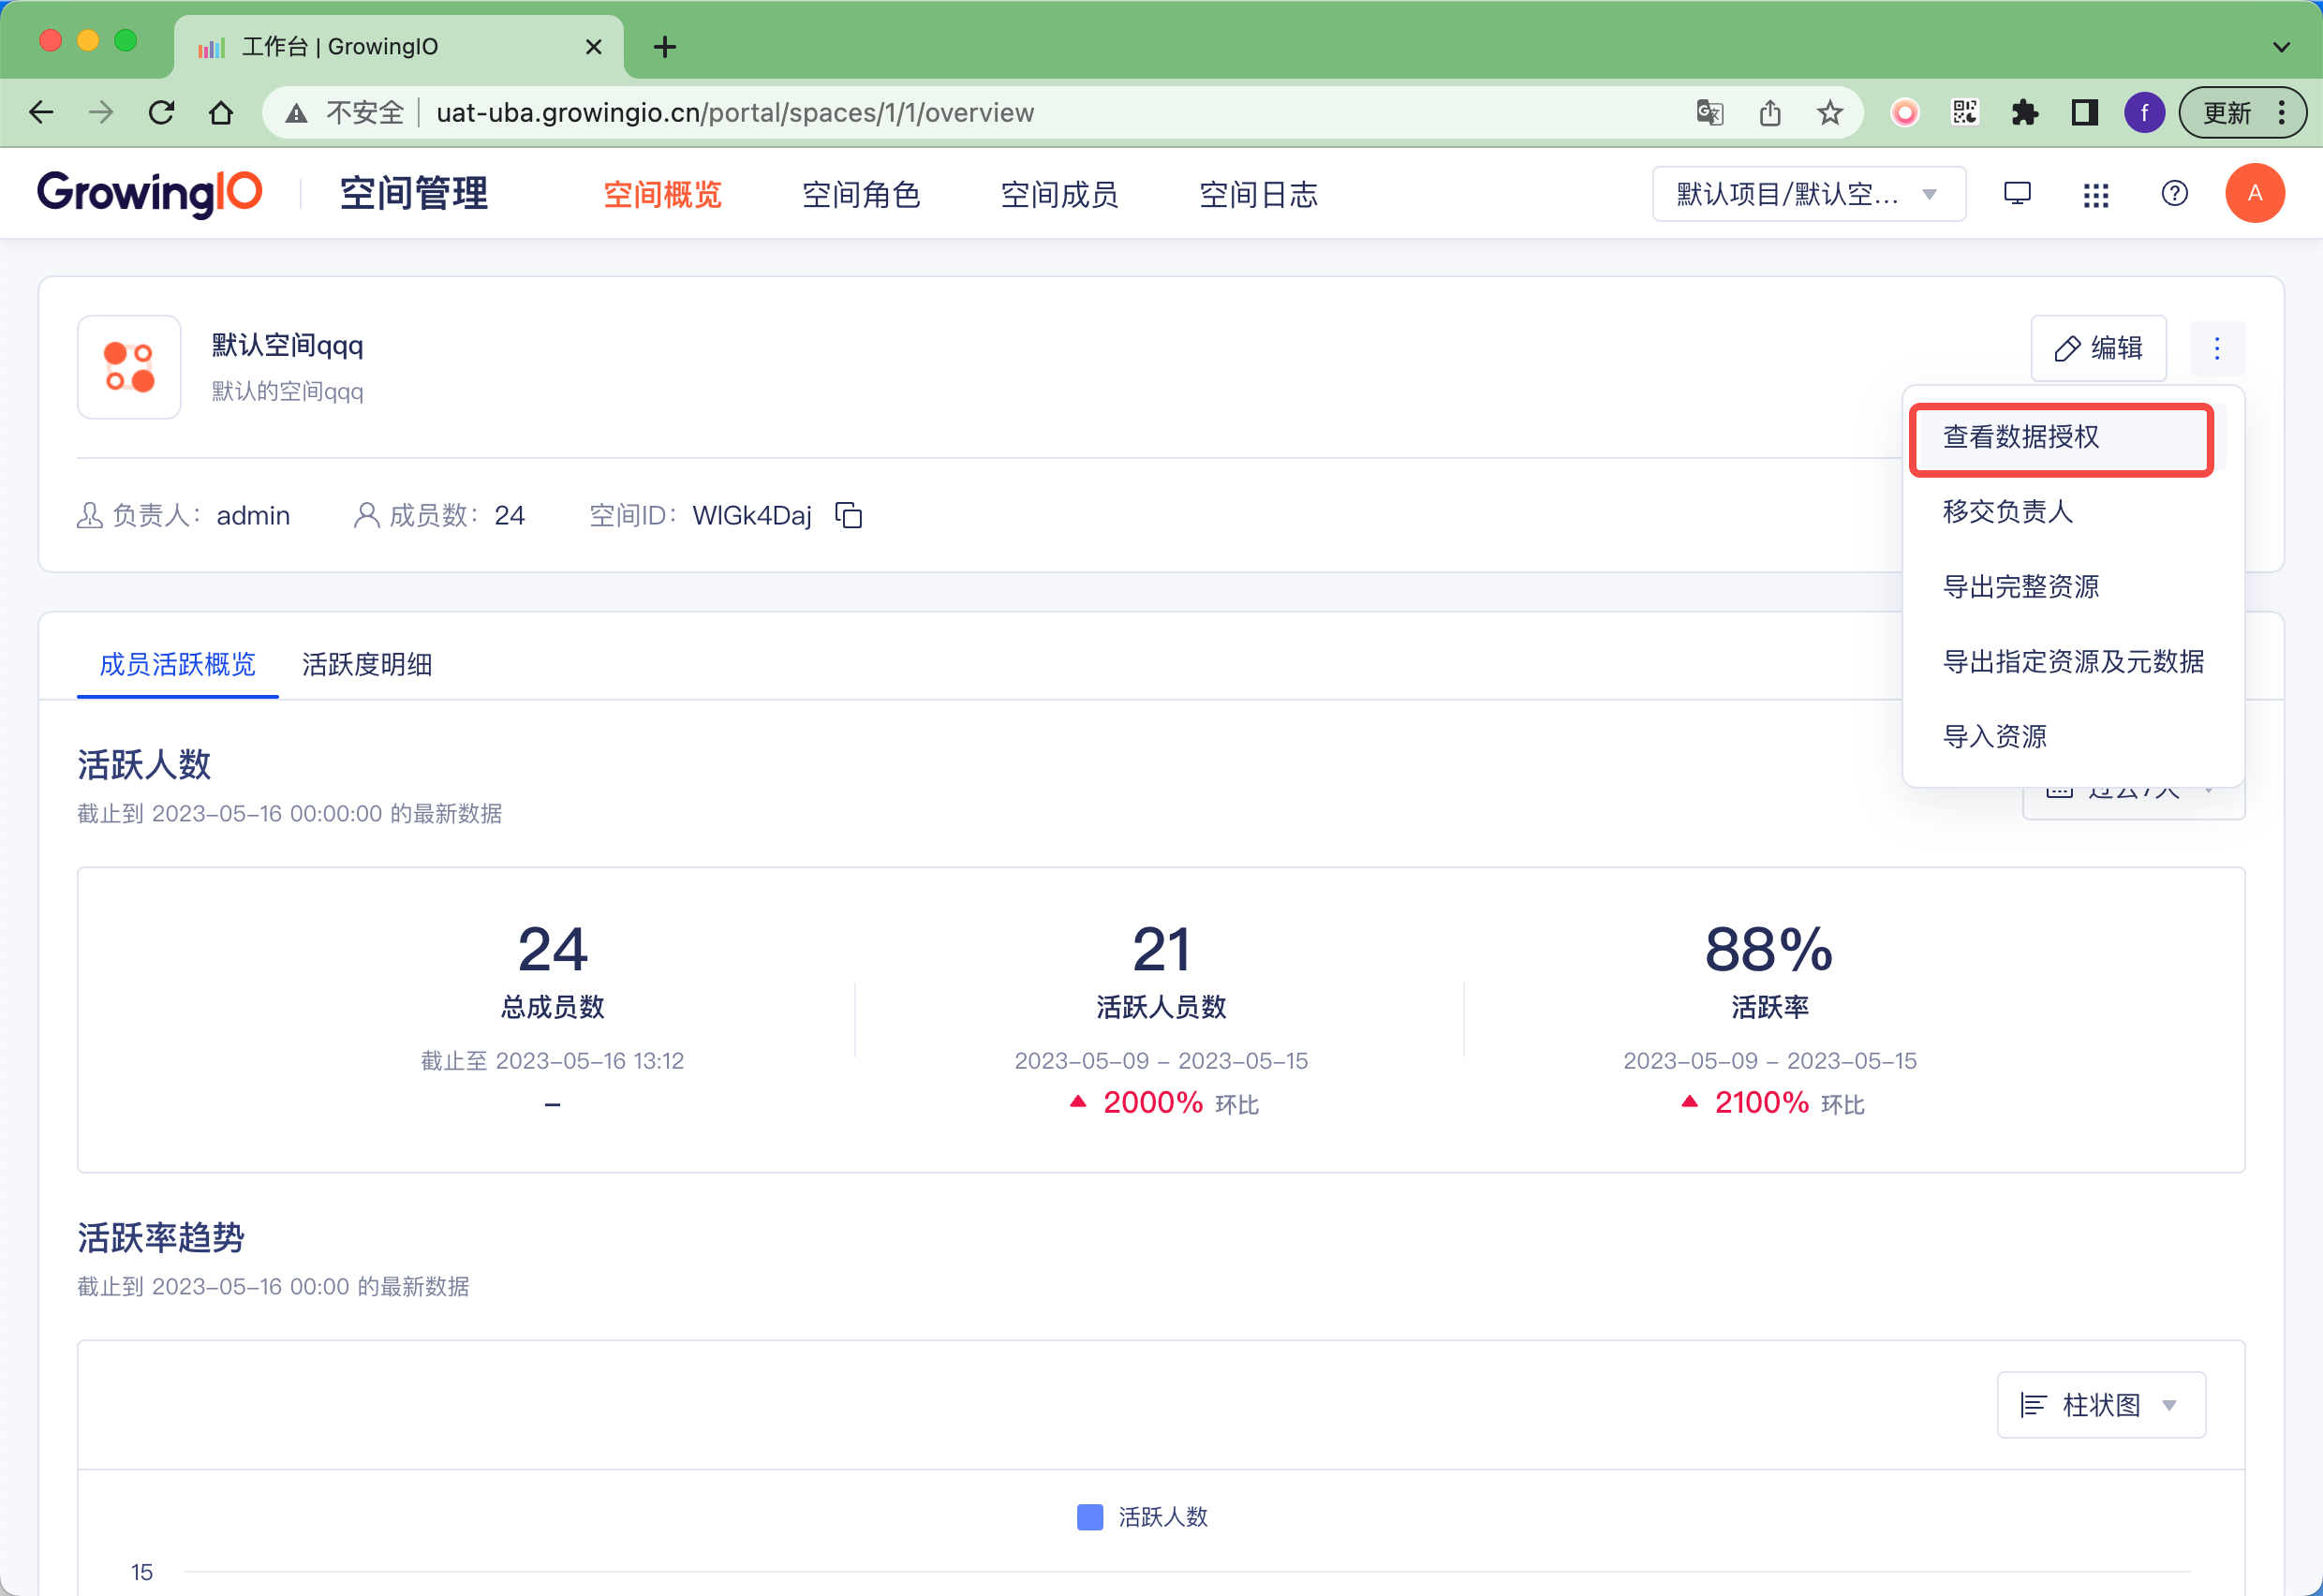 工作台 | GrowingIO
不安全 uat-uba.growingio.cn/portal/spaces/1/1/overview
f
更新
GrowingIO 空间管理 空间概览 空间角色 空间成员 空间日志 默认项目/默认空... A
默认空间qqq
编辑
默认的空间qqq
查看数据授权
负责人: admin 成员数: 24 空间ID: WlGk4Daj
移交负责人
导出完整资源
成员活跃概览 活跃度明细
导出指定资源及元数据
导入资源
活跃人数
过去7天
截止到 2023-05-16 00:00:00 的最新数据
24 21 88%
总成员数 活跃人员数 活跃率
截止至 2023-05-16 13:12 2023-05-09 - 2023-05-15 2023-05-09 - 2023-05-15
- 2000% 环比 2100% 环比
活跃率趋势
截止到 2023-05-16 00:00 的最新数据
柱状图
活跃人数
15